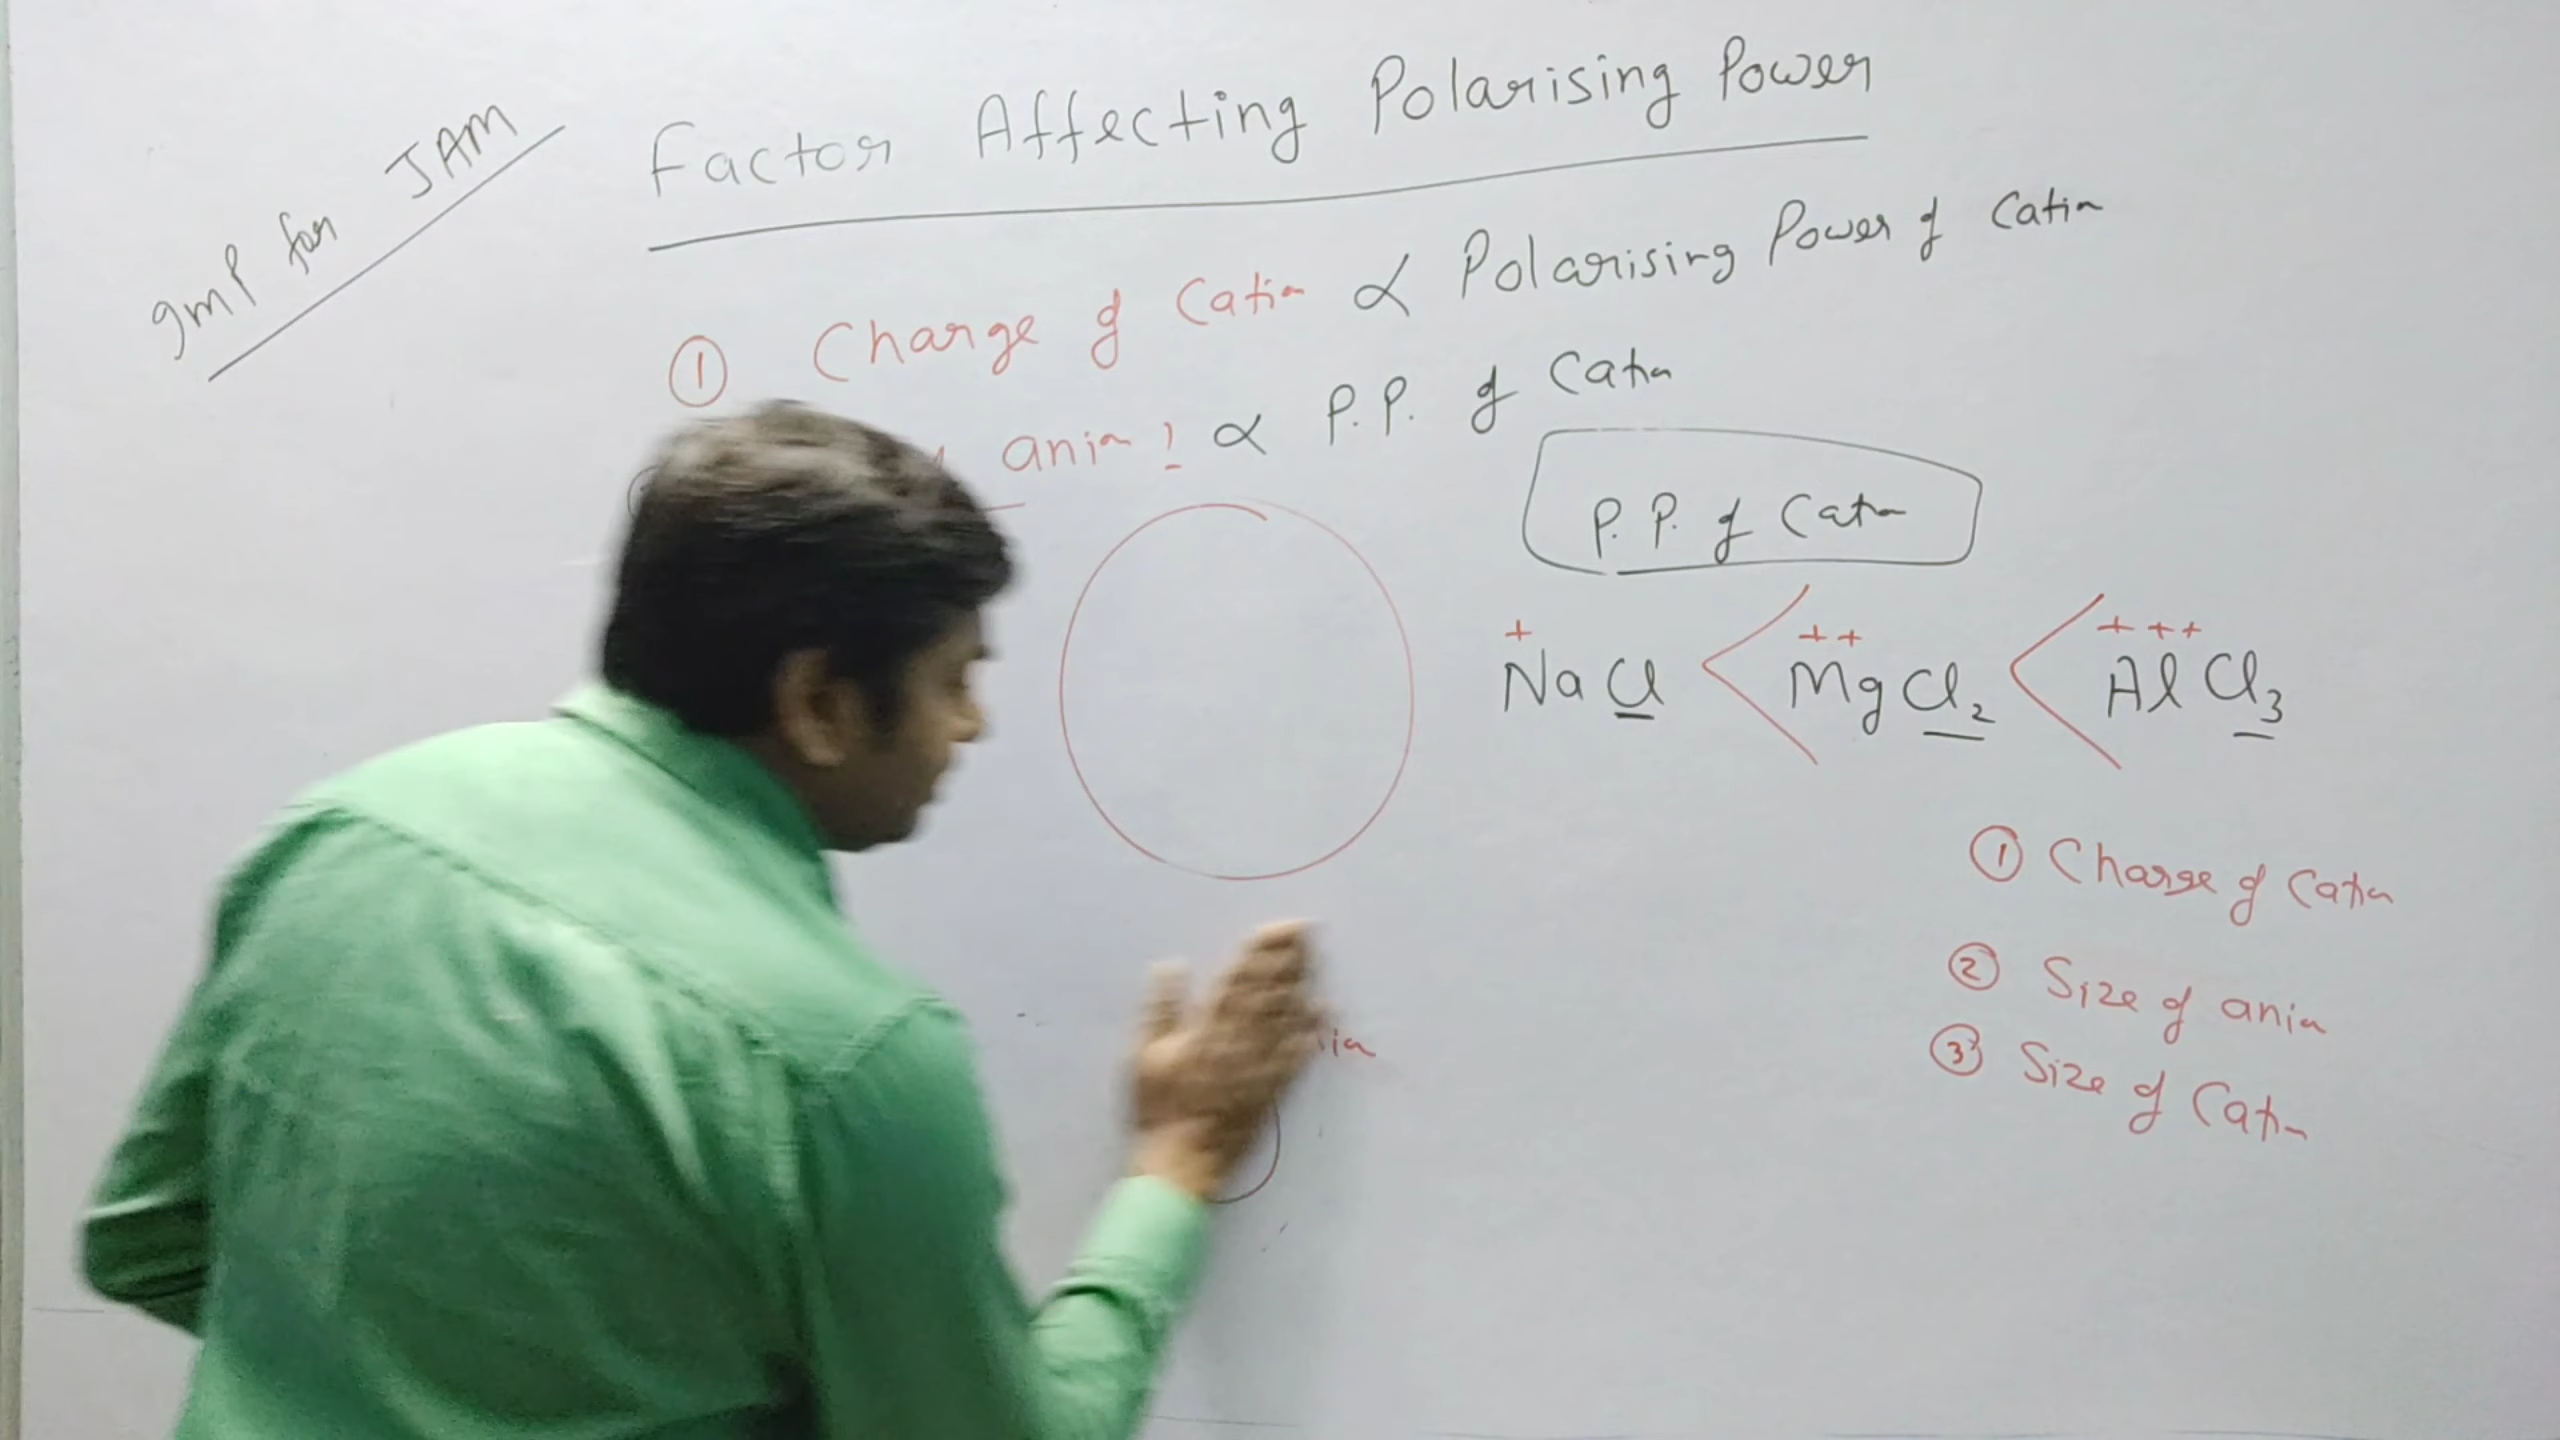 Imp for JAM
Factor Affecting Polarising Power
① Charge of Cation ∝ Polarising Power of Cation
anion ∝ P.P. of Cation
P.P. of Cation
+ ++ +++
NaCl < MgCl₂ < AlCl₃
① Charge of Cation
② Size of anion
③ Size of Cation